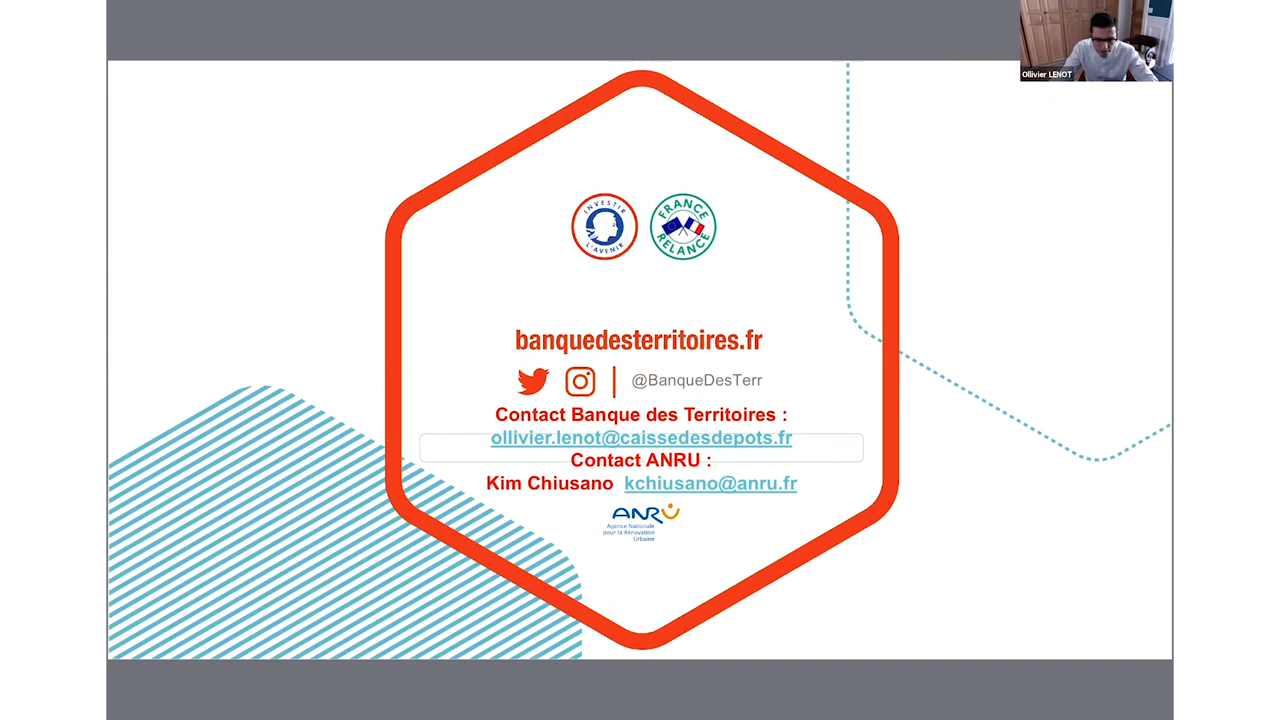 Ollivier LENOT
INVESTIR
L'AVENIR
FRANCE
RELANCE
banquedesterritoires.fr
@BanqueDesTerr
Contact Banque des Territoires :
ollivier.lenot@caissedesdepots.fr
Contact ANRU :
Kim Chiusano kchiusano@anru.fr
ANRU
Agence Nationale
pour la Rénovation
Urbaine